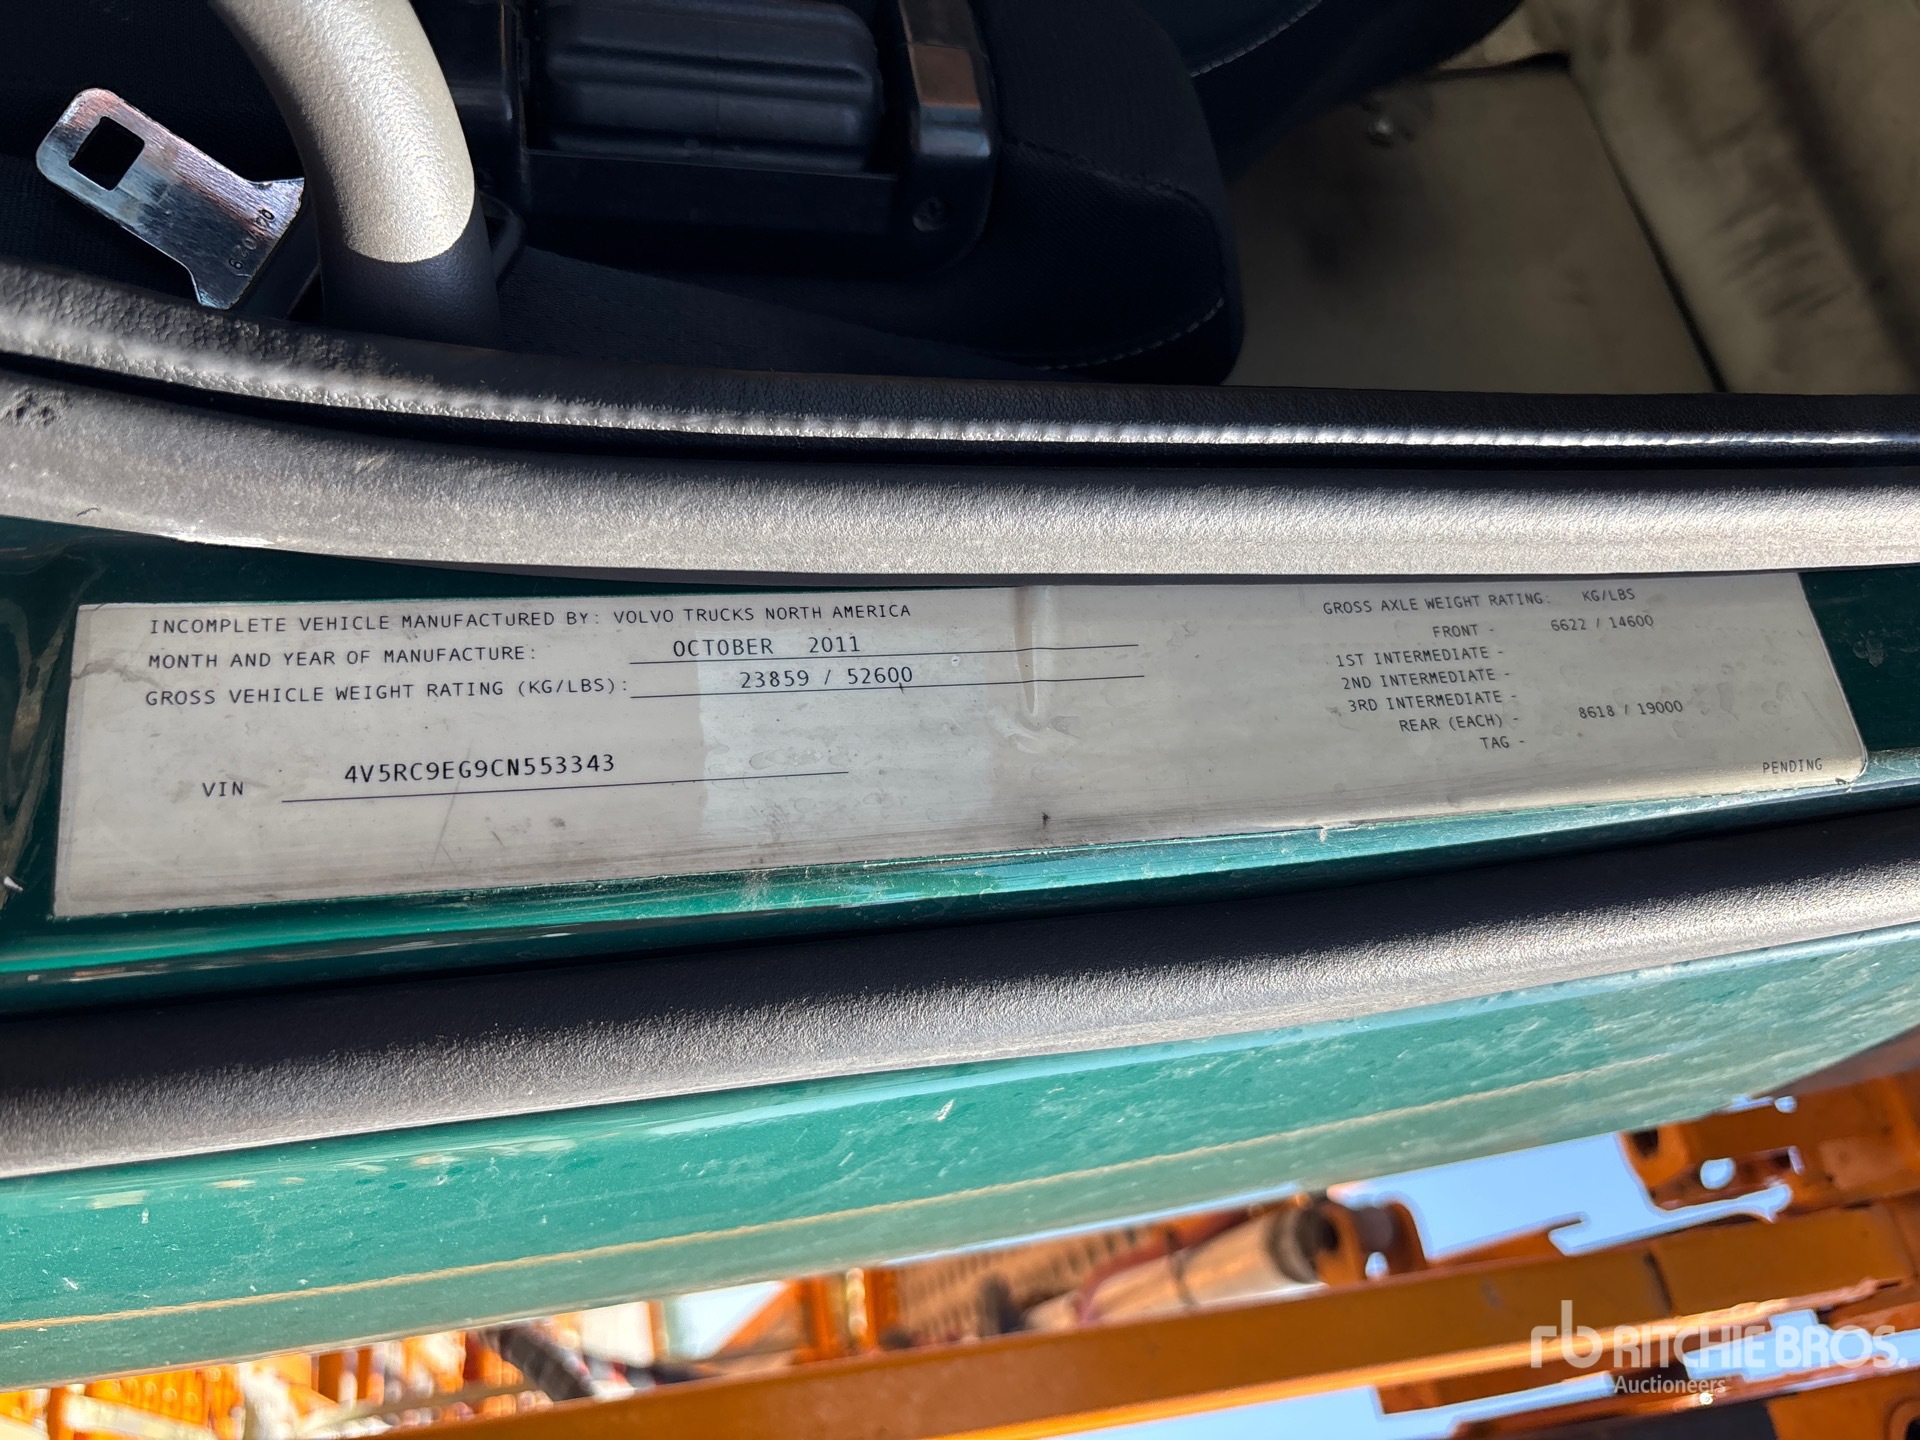 INCOMPLETE VEHICLE MANUFACTURED BY: VOLVO TRUCKS NORTH AMERICA
MONTH AND YEAR OF MANUFACTURE: OCTOBER 2011
GROSS VEHICLE WEIGHT RATING (KG/LBS): 23859 / 52600
VIN 4V5RC9EG9CN553343
GROSS AXLE WEIGHT RATING: KG/LBS
FRONT - 6622 / 14600
1ST INTERMEDIATE -
2ND INTERMEDIATE -
3RD INTERMEDIATE -
REAR (EACH) - 8618 / 19000
TAG -
PENDING
rb RITCHIE BROS.
Auctioneers